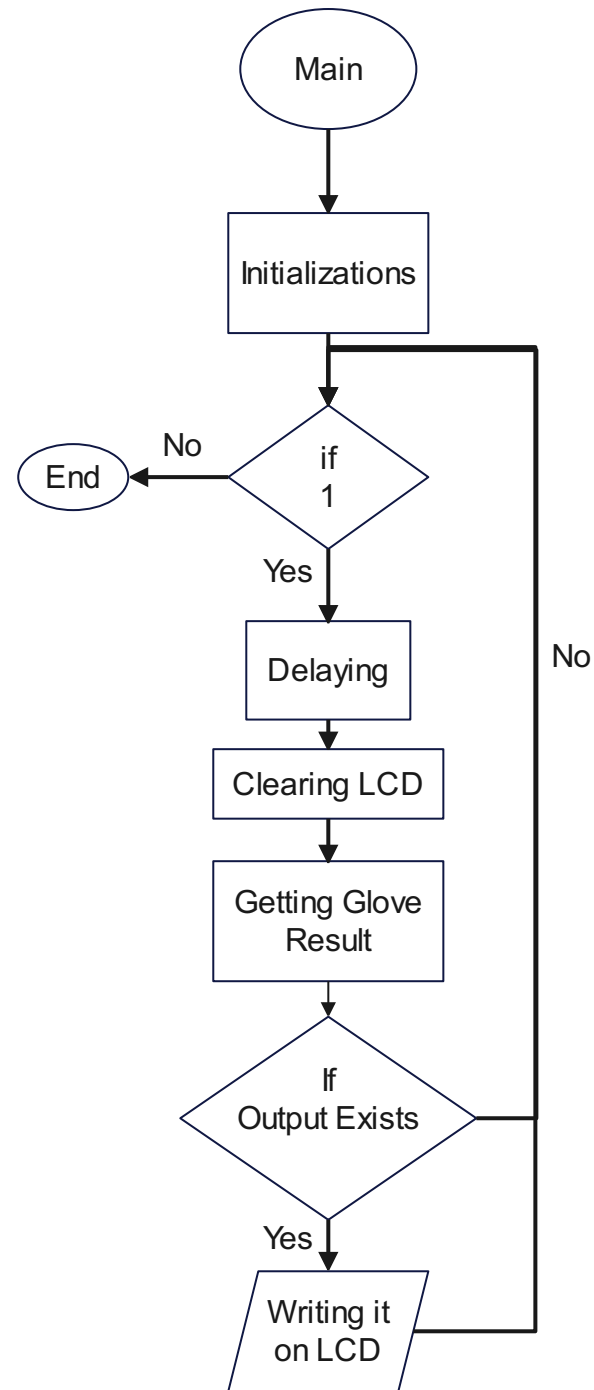 Main
Initializations
if
1
No
End
Yes
Delaying
No
Clearing LCD
Getting Glove
Result
If
Output Exists
Yes
Writing it
on LCD